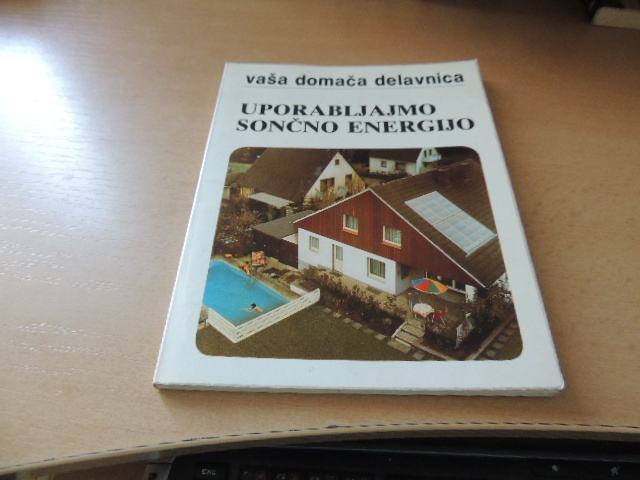 vaša domača delavnica
UPORABLJAJMO
SONČNO ENERGIJO